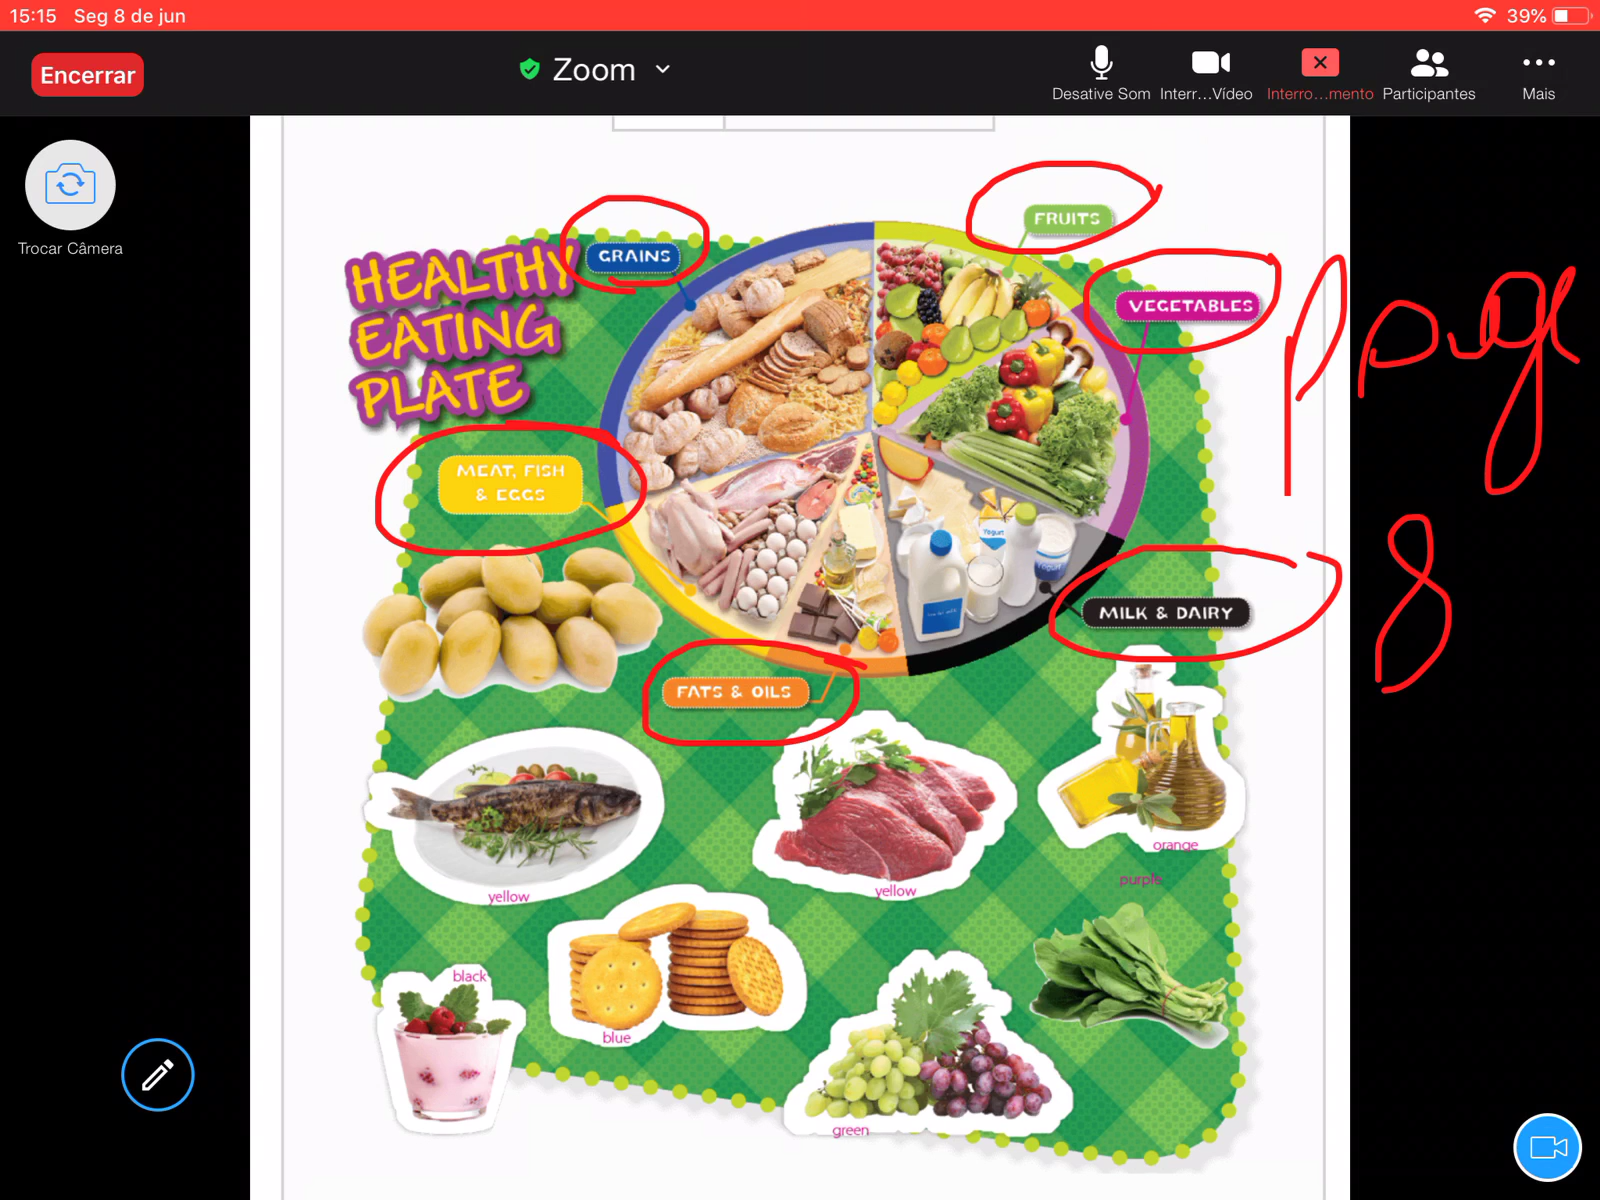 15:15 Seg 8 de jun
39%
Encerrar
Zoom
Desative Som
Interr...Vídeo
Interro...mento
Participantes
Mais
Trocar Câmera
HEALTHY
EATING
PLATE
GRAINS
FRUITS
VEGETABLES
MEAT, FISH
& EGGS
MILK & DAIRY
FATS & OILS
Yogurt
Yogurt
page
8
orange
purple
yellow
yellow
black
blue
green